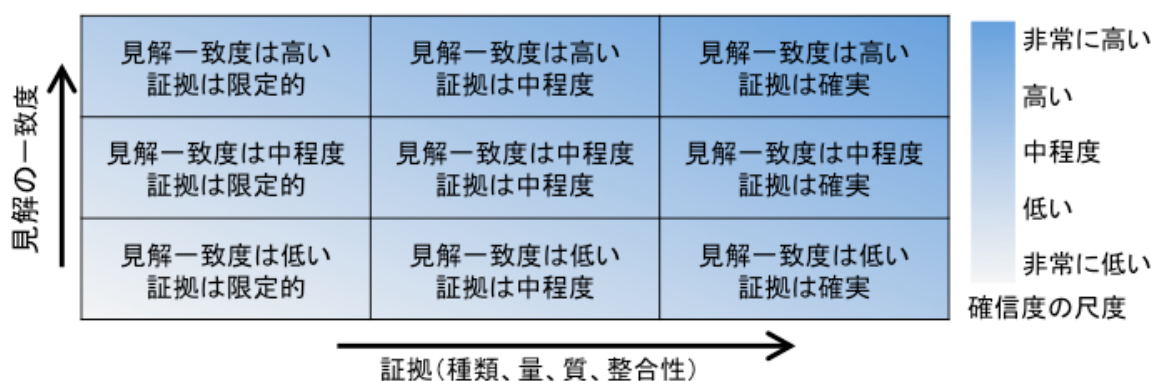 見解の一致度
見解一致度は高い
証拠は限定的
見解一致度は高い
証拠は中程度
見解一致度は高い
証拠は確実
見解一致度は中程度
証拠は限定的
見解一致度は中程度
証拠は中程度
見解一致度は中程度
証拠は確実
見解一致度は低い
証拠は限定的
見解一致度は低い
証拠は中程度
見解一致度は低い
証拠は確実
証拠(種類、量、質、整合性)
非常に高い
高い
中程度
低い
非常に低い
確信度の尺度